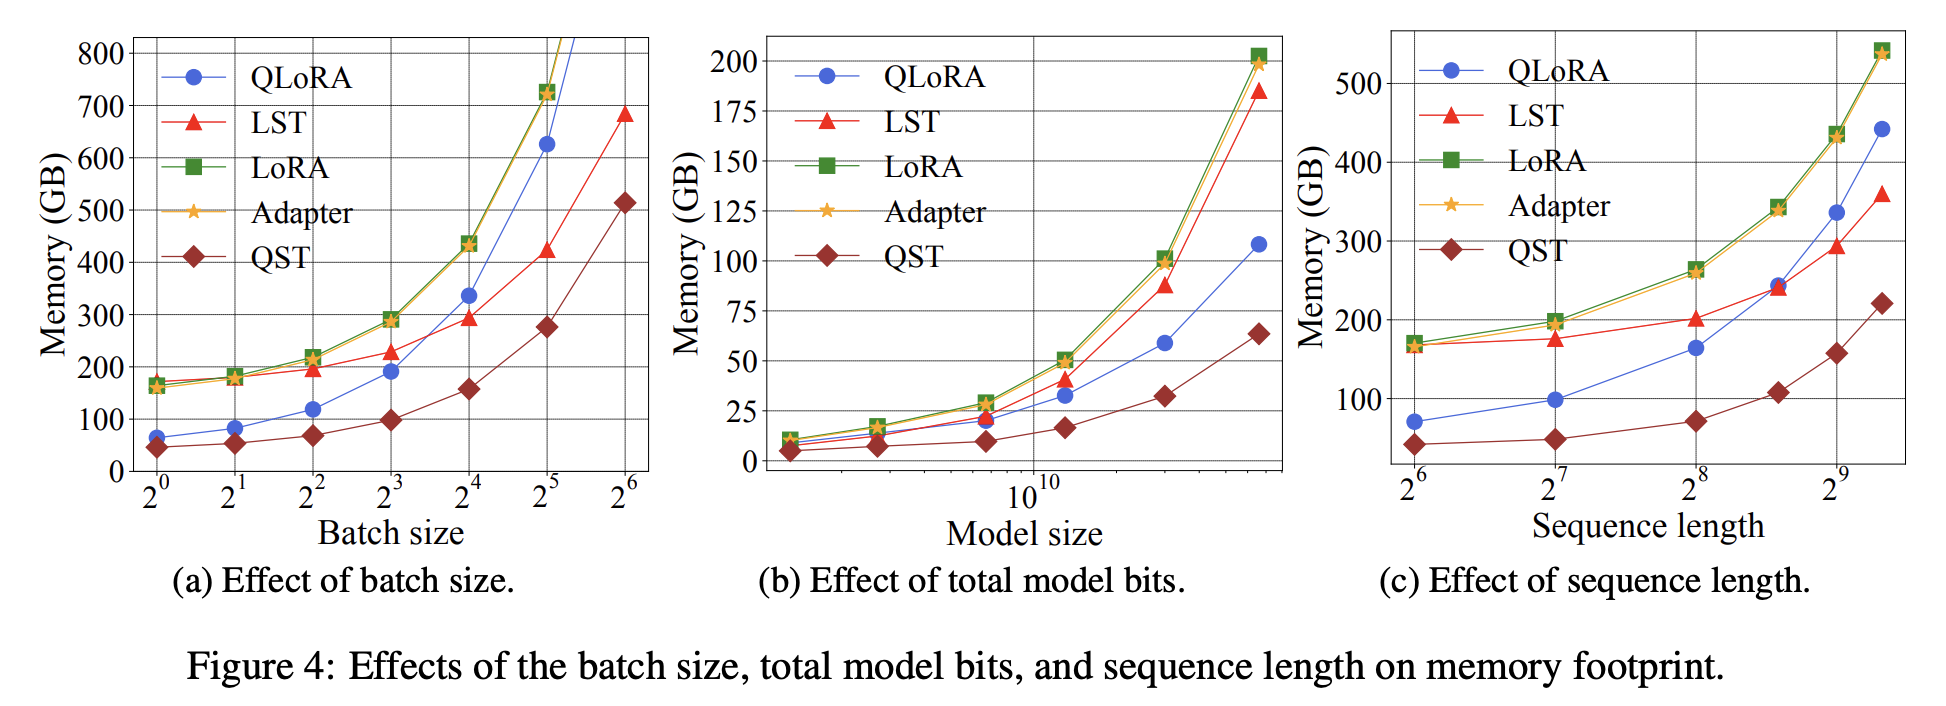 800
700
600
500
400
300
200
100
0
Memory (GB)
QLoRA
LST
LoRA
Adapter
QST
2^0 2^1 2^2 2^3 2^4 2^5 2^6
Batch size
(a) Effect of batch size.
200
175
150
125
100
75
50
25
0
Memory (GB)
QLoRA
LST
LoRA
Adapter
QST
10^10
Model size
(b) Effect of total model bits.
500
400
300
200
100
Memory (GB)
QLoRA
LST
LoRA
Adapter
QST
2^6 2^7 2^8 2^9
Sequence length
(c) Effect of sequence length.
Figure 4: Effects of the batch size, total model bits, and sequence length on memory footprint.